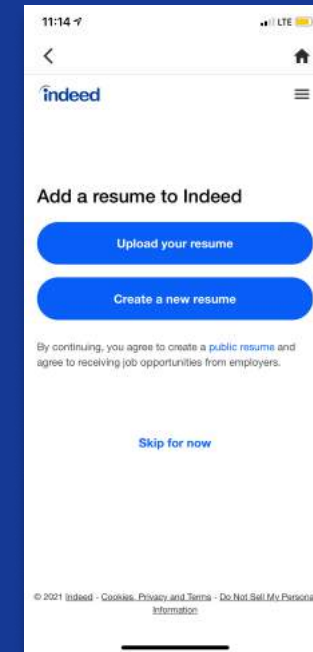 11:14
LTE
indeed
Add a resume to Indeed
Upload your resume
Create a new resume
By continuing, you agree to create a public resume and
agree to receiving job opportunities from employers.
Skip for now
© 2021 Indeed - Cookies, Privacy and Terms - Do Not Sell My Personal
Information